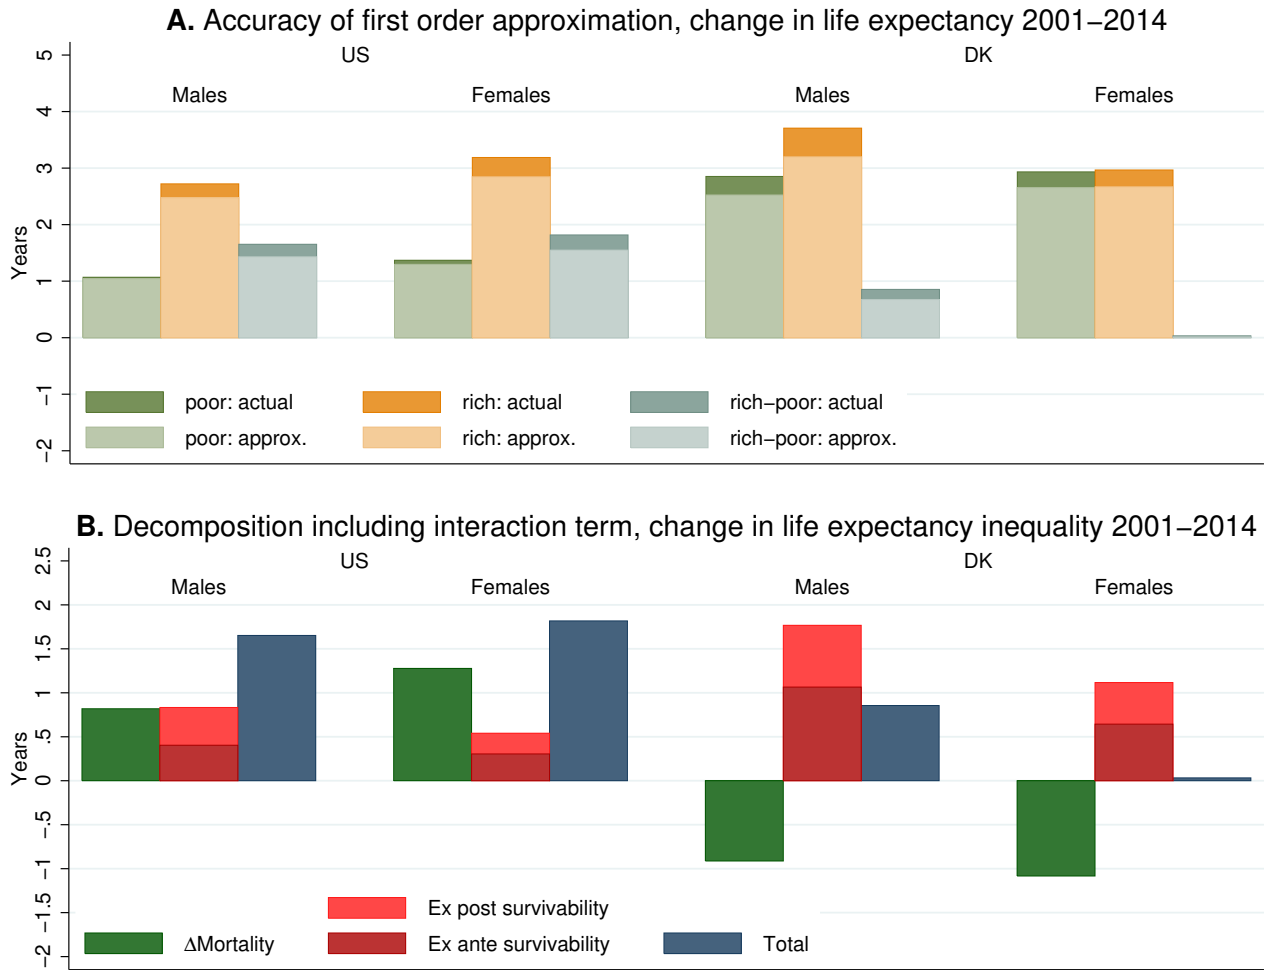 A. Accuracy of first order approximation, change in life expectancy 2001−2014
US DK
Males Females Males Females
5
4
3
2
1
0
−1
−2
Years
poor: actual rich: actual rich−poor: actual
poor: approx. rich: approx. rich−poor: approx.
B. Decomposition including interaction term, change in life expectancy inequality 2001−2014
US DK
Males Females Males Females
2.5
2
1.5
1
.5
0
−.5
−1
−1.5
−2
Years
Ex post survivability
ΔMortality Ex ante survivability Total